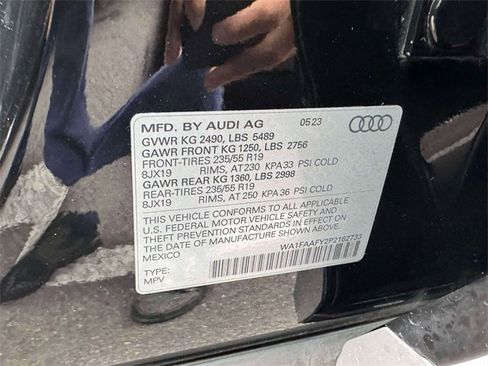 MFD. BY AUDI AG 0523
GVWR KG 2490, LBS 5489
GAWR FRONT KG 1250, LBS 2756
FRONT-TIRES 235/55 R19
8JX19 RIMS, AT 230 KPA 33 PSI COLD
GAWR REAR KG 1360, LBS 2998
REAR-TIRES 235/55 R19
8JX19 RIMS, AT 250 KPA 36 PSI COLD
THIS VEHICLE CONFORMS TO ALL APPLICABLE
U.S. FEDERAL MOTOR VEHICLE SAFETY AND
THEFT PREVENTION STANDARDS IN EFFECT ON
THE DATE OF MANUFACTURE SHOWN ABOVE.
MEXICO
WA1FAAFY2P2162733
TYPE:
MPV